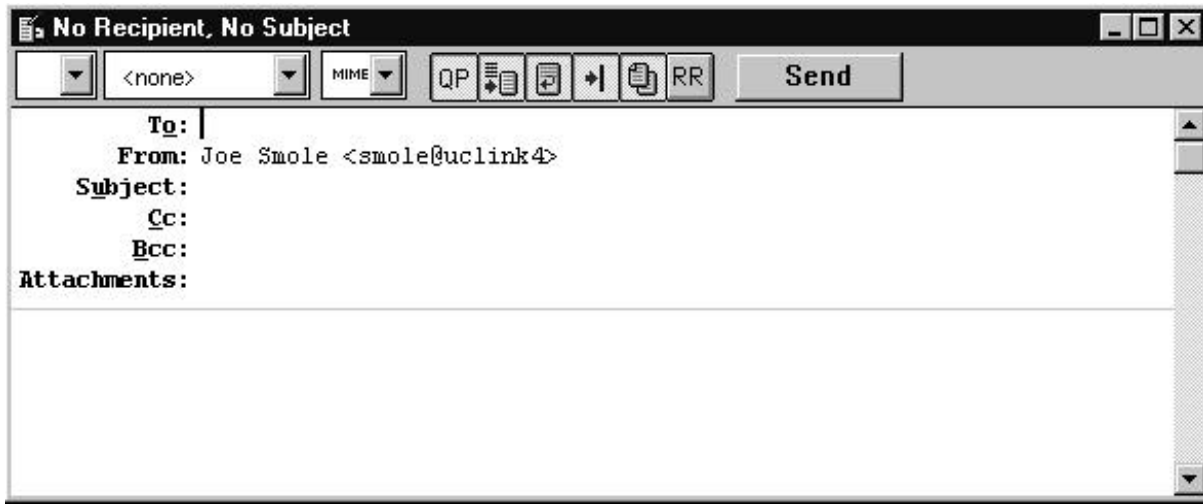 No Recipient, No Subject
<none> MIME QP RR Send
To:
From: Joe Smole <smole@uclink4>
Subject:
Cc:
Bcc:
Attachments: